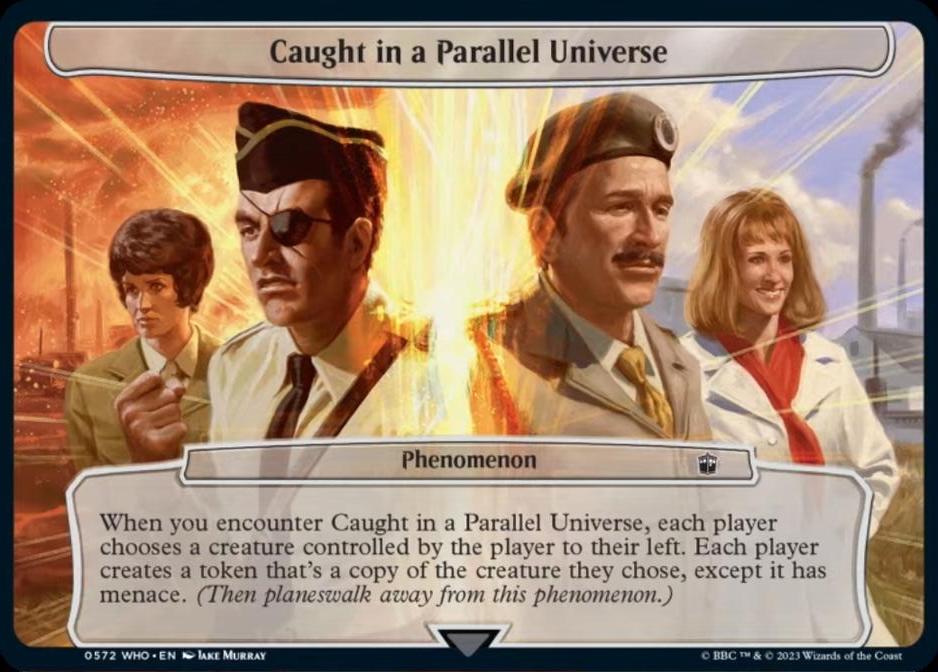 Caught in a Parallel Universe
Phenomenon
When you encounter Caught in a Parallel Universe, each player
chooses a creature controlled by the player to their left. Each player
creates a token that's a copy of the creature they chose, except it has
menace. (Then planeswalk away from this phenomenon.)
0572 WHO • EN JAKE MURRAY
© BBC ™ & © 2023 Wizards of the Coast